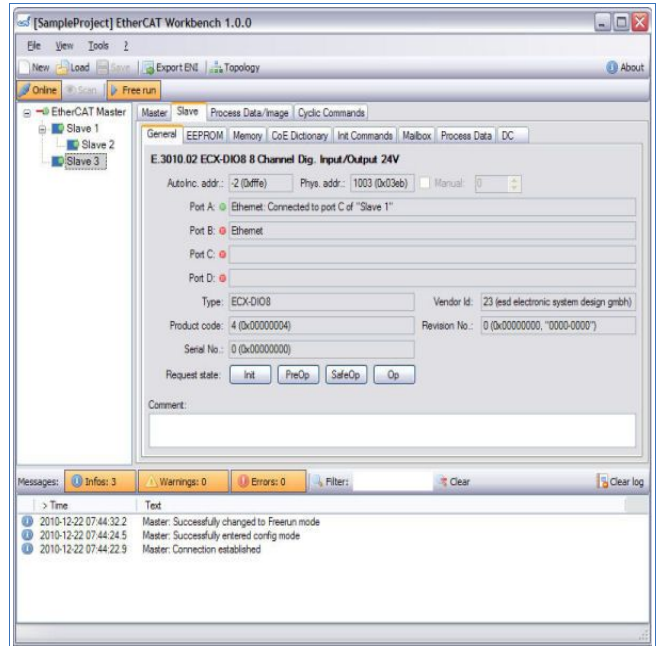 [SampleProject] EtherCAT Workbench 1.0.0
File View Tools ?
New Load Save Export ENI Topology About
Online Scan Free run
EtherCAT Master
Slave 1
Slave 2
Slave 3
Master Slave Process Data/Image Cyclic Commands
General EEPROM Memory CoE Dictionary Init Commands Mailbox Process Data DC
E.3010.02 ECX-DIO8 8 Channel Dig. Input/Output 24V
AutoInc. addr.: -2 (0xfffe) Phys. addr.: 1003 (0x03eb) Manual: 0
Port A: Ethernet: Connected to port C of "Slave 1"
Port B: Ethernet
Port C:
Port D:
Type: ECX-DIO8 Vendor Id: 23 (esd electronic system design gmbh)
Product code: 4 (0x00000004) Revision No.: 0 (0x00000000, "0000-0000")
Serial No.: 0 (0x00000000)
Request state: Init PreOp SafeOp Op
Comment:
Messages: Infos: 3 Warnings: 0 Errors: 0 Filter: Clear Clear log
> Time Text
2010-12-22 07:44:32.2 Master: Successfully changed to Freerun mode
2010-12-22 07:44:24.5 Master: Successfully entered config mode
2010-12-22 07:44:22.9 Master: Connection established